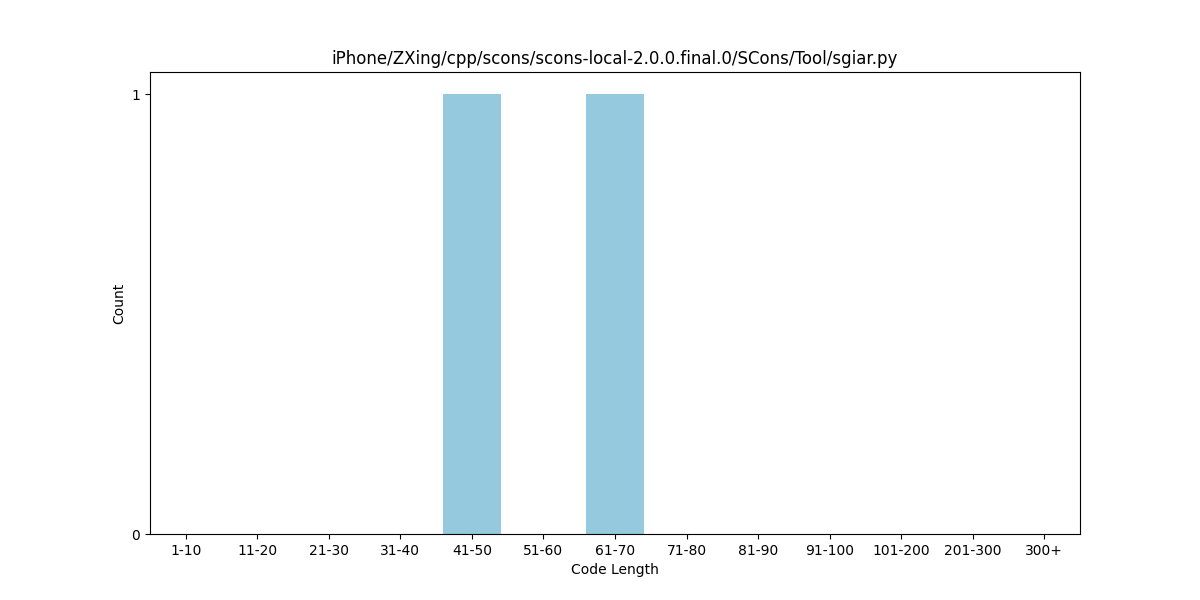 iPhone/ZXing/cpp/scons/scons-local-2.0.0.final.0/SCons/Tool/sgiar.py
1
Count
0
1-10 11-20 21-30 31-40 41-50 51-60 61-70 71-80 81-90 91-100 101-200 201-300 300+
Code Length